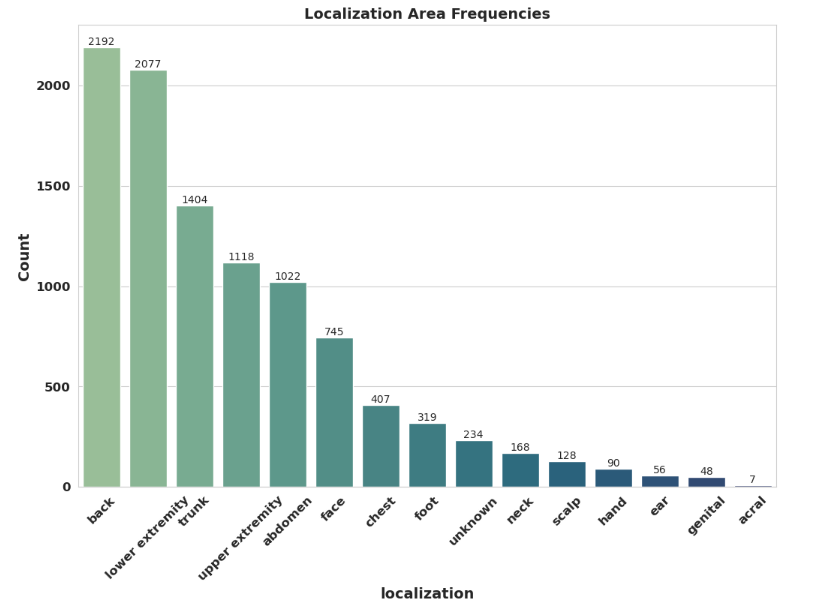 Localization Area Frequencies
2192
2077
1404
1118
1022
745
407
319
234
168
128
90
56
48
7
Count
2000
1500
1000
500
0
back
lower extremity
trunk
upper extremity
abdomen
face
chest
foot
unknown
neck
scalp
hand
ear
genital
acral
localization